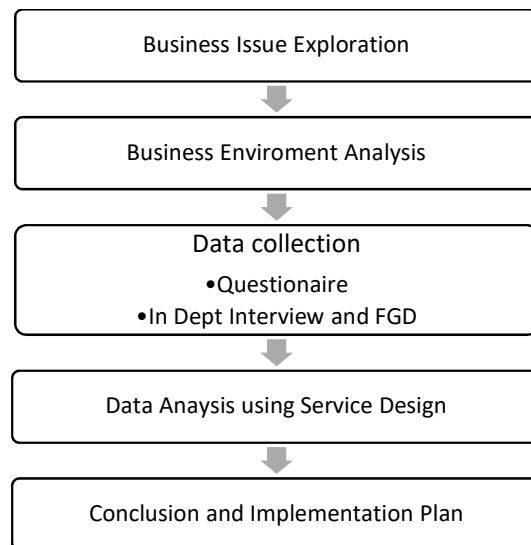 Business Issue Exploration
Business Enviroment Analysis
Data collection
•Questionaire
•In Dept Interview and FGD
Data Anaysis using Service Design
Conclusion and Implementation Plan